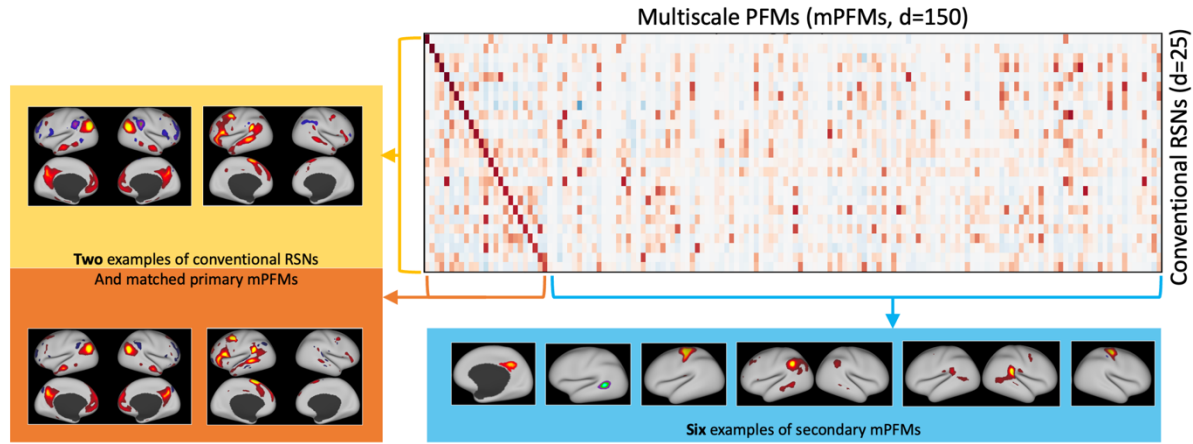 Multiscale PFMs (mPFMs, d=150)
Conventional RSNs (d=25)
Two examples of conventional RSNs
And matched primary mPFMs
Six examples of secondary mPFMs